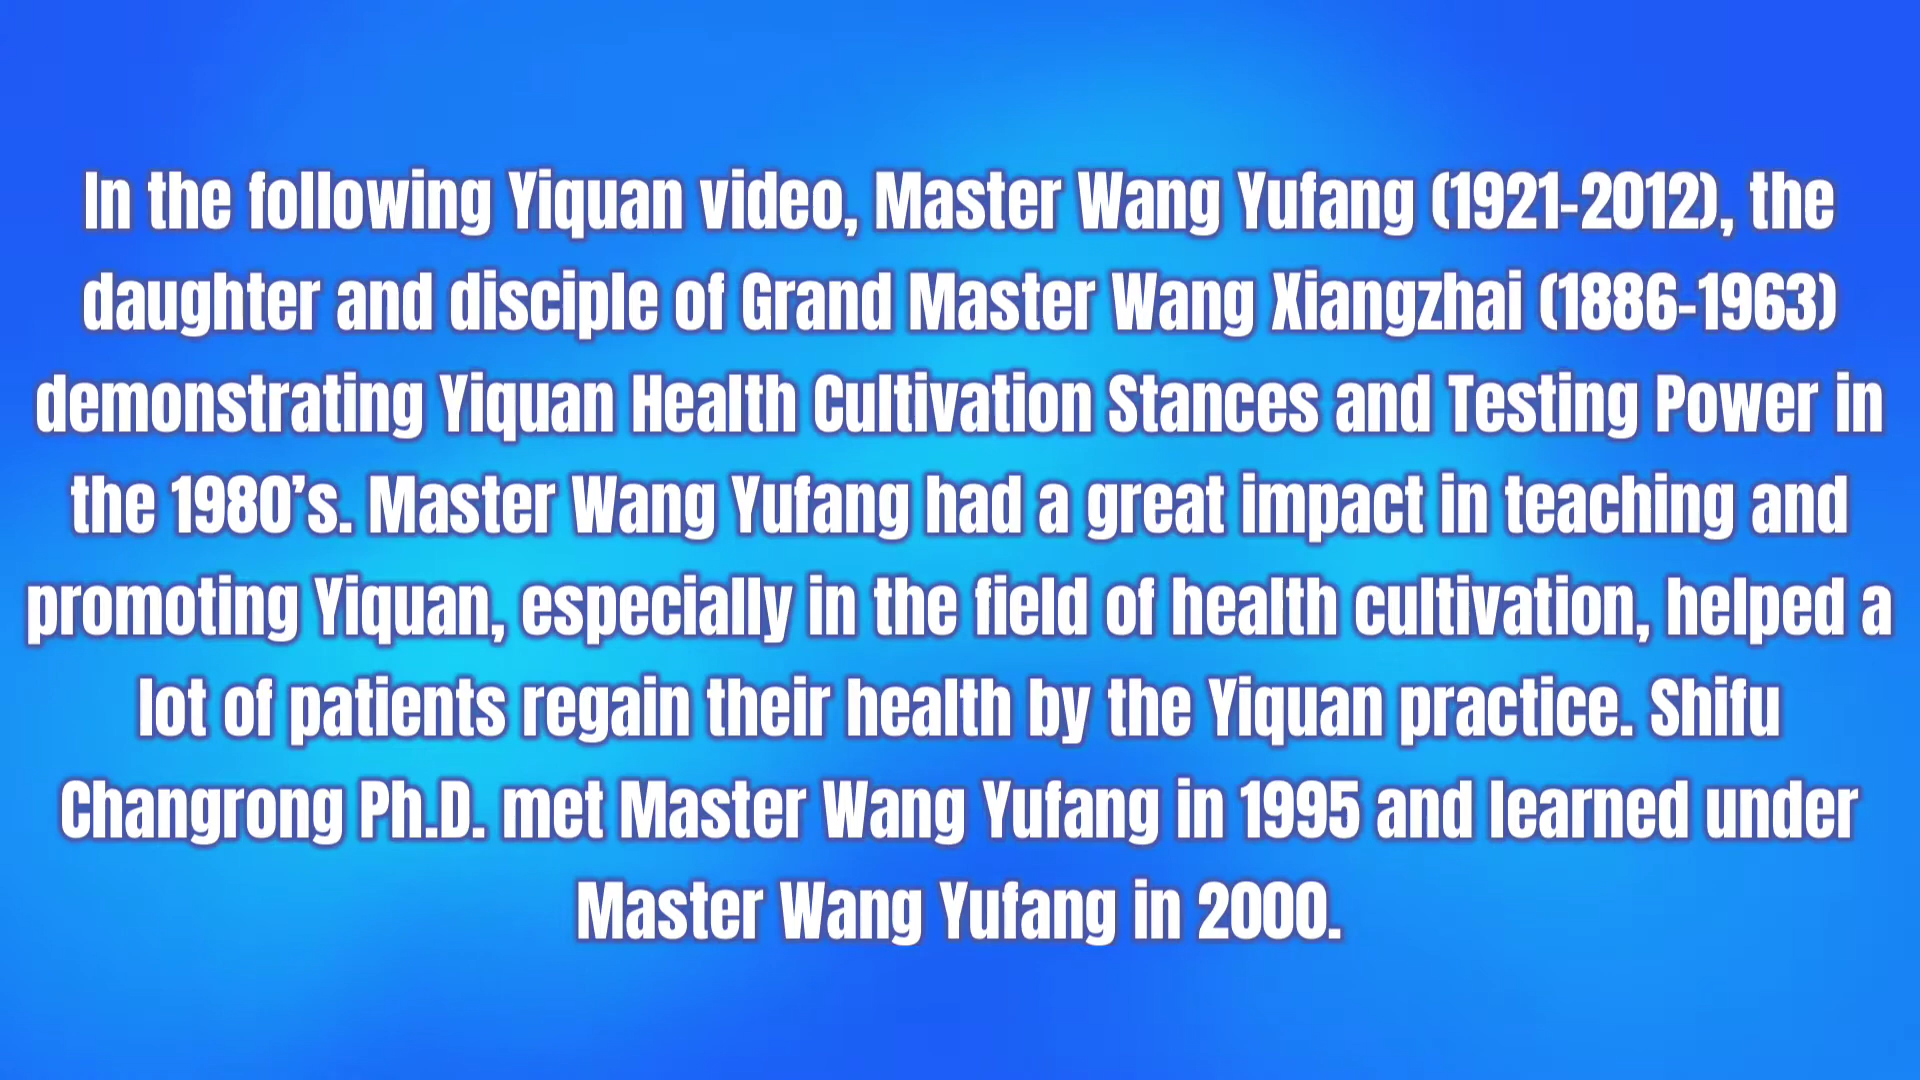 In the following Yiquan video, Master Wang Yufang (1921-2012), the
daughter and disciple of Grand Master Wang Xiangzhai (1886-1963)
demonstrating Yiquan Health Cultivation Stances and Testing Power in
the 1980’s. Master Wang Yufang had a great impact in teaching and
promoting Yiquan, especially in the field of health cultivation, helped a
lot of patients regain their health by the Yiquan practice. Shifu
Changrong Ph.D. met Master Wang Yufang in 1995 and learned under
Master Wang Yufang in 2000.